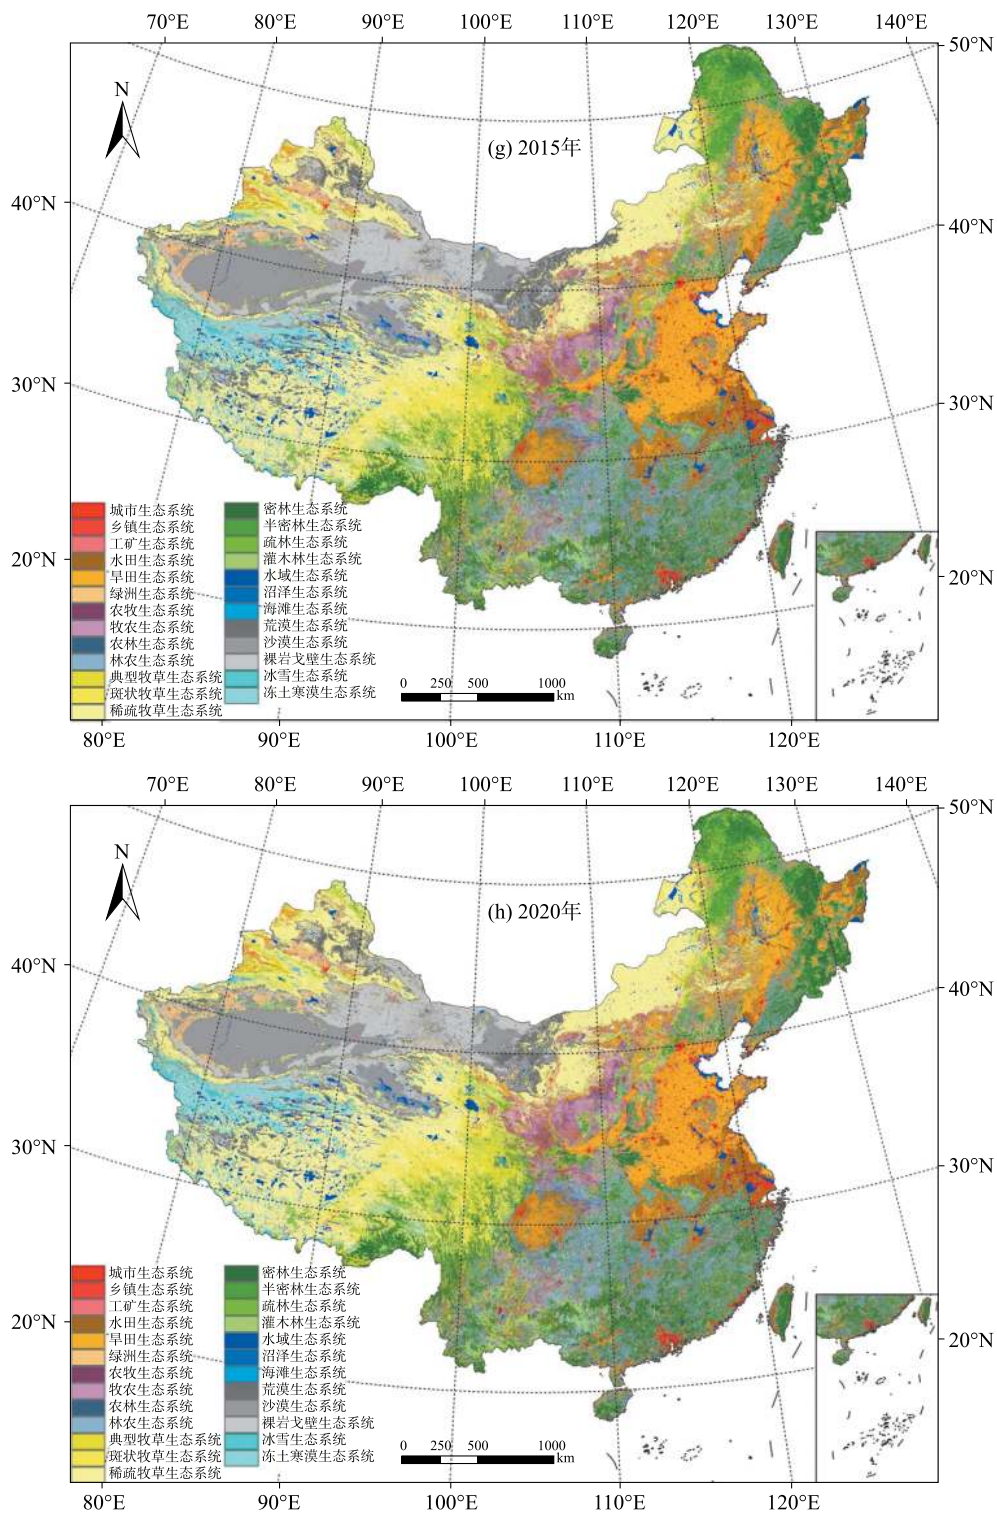 70°E 80°E 90°E 100°E 110°E 120°E 130°E 140°E
50°N
N
(g) 2015年
40°N
40°N
30°N
30°N
20°N
20°N
城市生态系统
乡镇生态系统
工矿生态系统
水田生态系统
旱田生态系统
绿洲生态系统
农牧生态系统
牧农生态系统
农林生态系统
林农生态系统
典型牧草生态系统
斑状牧草生态系统
稀疏牧草生态系统
密林生态系统
半密林生态系统
疏林生态系统
灌木林生态系统
水域生态系统
沼泽生态系统
海滩生态系统
荒漠生态系统
沙漠生态系统
裸岩戈壁生态系统
冰雪生态系统
冻土寒漠生态系统
0 250 500 1000
km
80°E 90°E 100°E 110°E 120°E
70°E 80°E 90°E 100°E 110°E 120°E 130°E 140°E
50°N
N
(h) 2020年
40°N
40°N
30°N
30°N
20°N
20°N
城市生态系统
乡镇生态系统
工矿生态系统
水田生态系统
旱田生态系统
绿洲生态系统
农牧生态系统
牧农生态系统
农林生态系统
林农生态系统
典型牧草生态系统
斑状牧草生态系统
稀疏牧草生态系统
密林生态系统
半密林生态系统
疏林生态系统
灌木林生态系统
水域生态系统
沼泽生态系统
海滩生态系统
荒漠生态系统
沙漠生态系统
裸岩戈壁生态系统
冰雪生态系统
冻土寒漠生态系统
0 250 500 1000
km
80°E 90°E 100°E 110°E 120°E